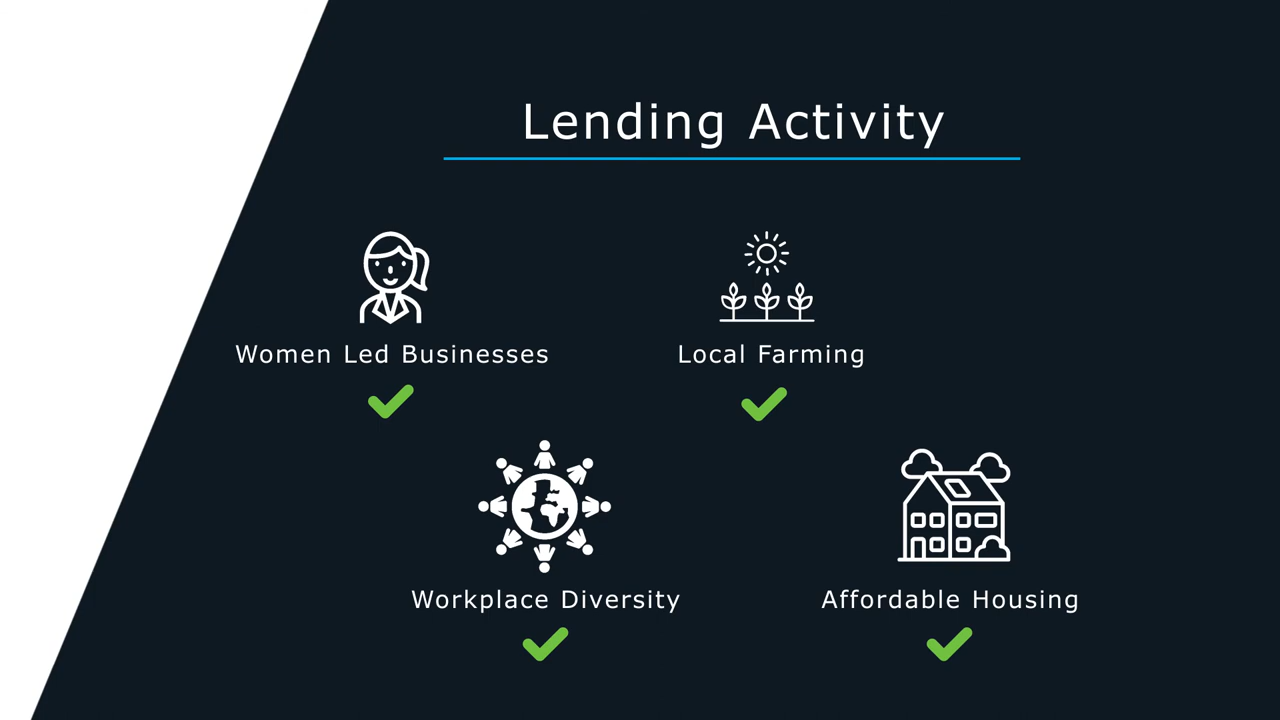 Lending Activity
Women Led Businesses
Local Farming
Workplace Diversity
Affordable Housing